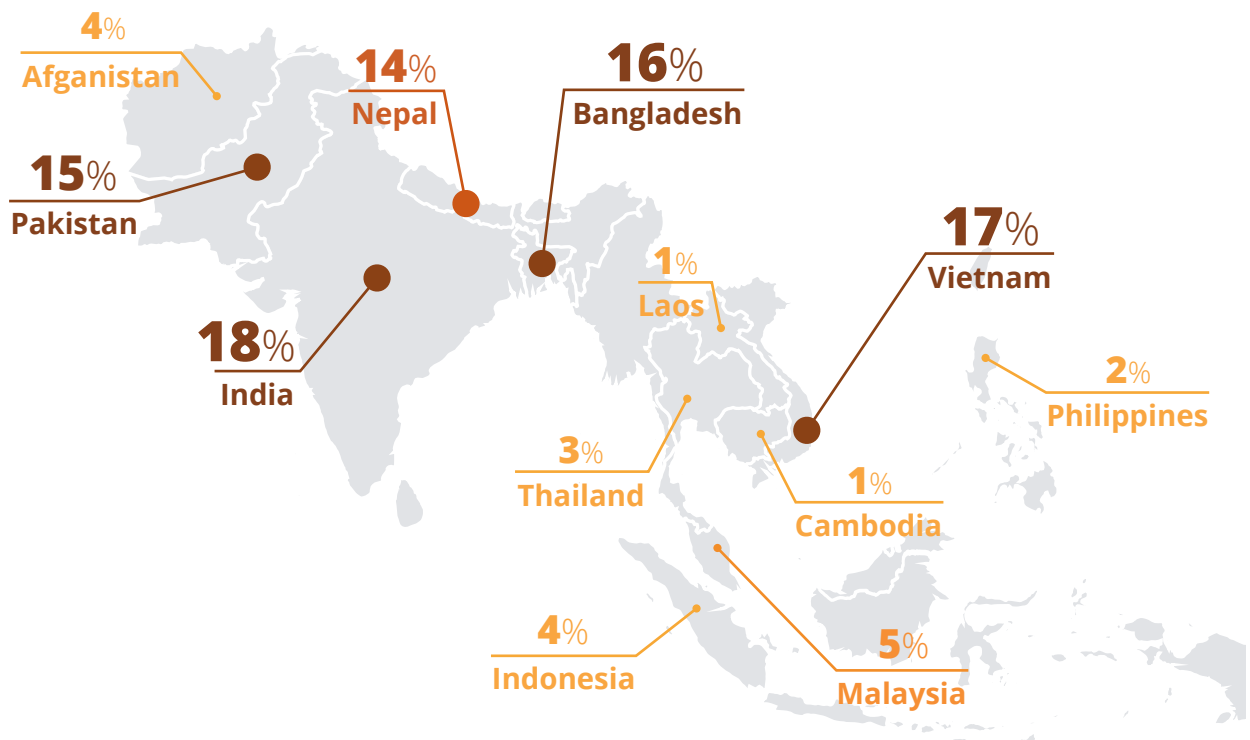 4%
Afganistan
14%
Nepal
16%
Bangladesh
15%
Pakistan
17%
Vietnam
1%
Laos
18%
India
2%
Philippines
3%
Thailand
1%
Cambodia
4%
Indonesia
5%
Malaysia